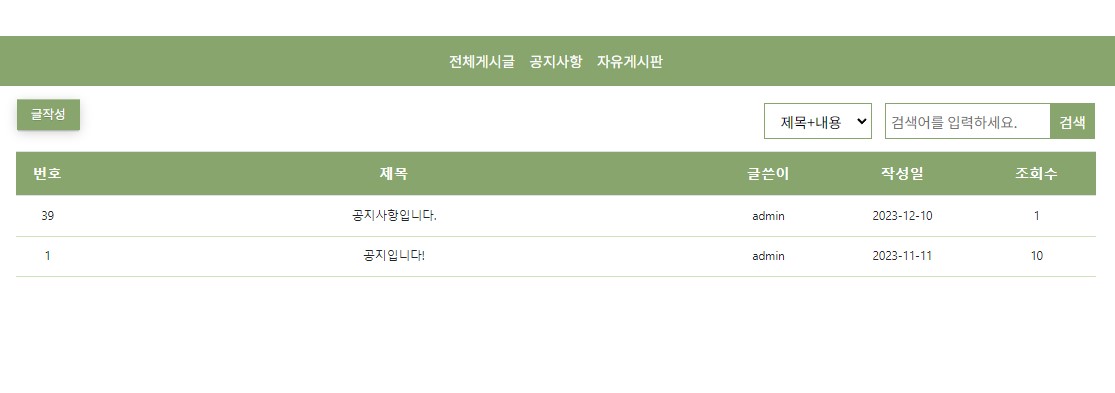 전체게시글 공지사항 자유게시판
글작성 제목+내용 검색어를 입력하세요. 검색
번호 제목 글쓴이 작성일 조회수
39 공지사항입니다. admin 2023-12-10 1
1 공지입니다! admin 2023-11-11 10